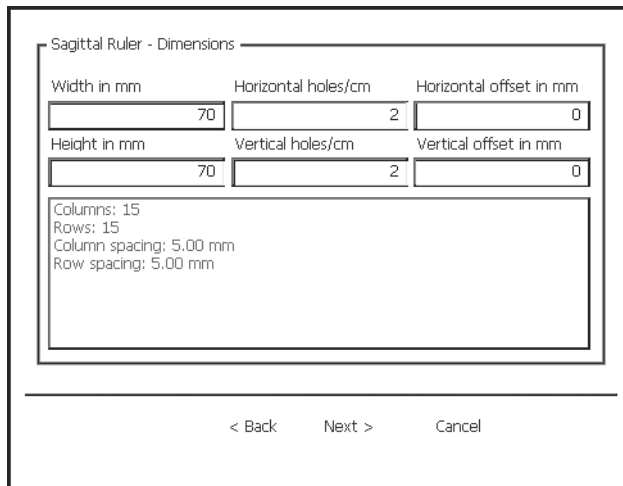 Sagittal Ruler - Dimensions
Width in mm Horizontal holes/cm Horizontal offset in mm
70 2 0
Height in mm Vertical holes/cm Vertical offset in mm
70 2 0
Columns: 15
Rows: 15
Column spacing: 5.00 mm
Row spacing: 5.00 mm
< Back Next > Cancel